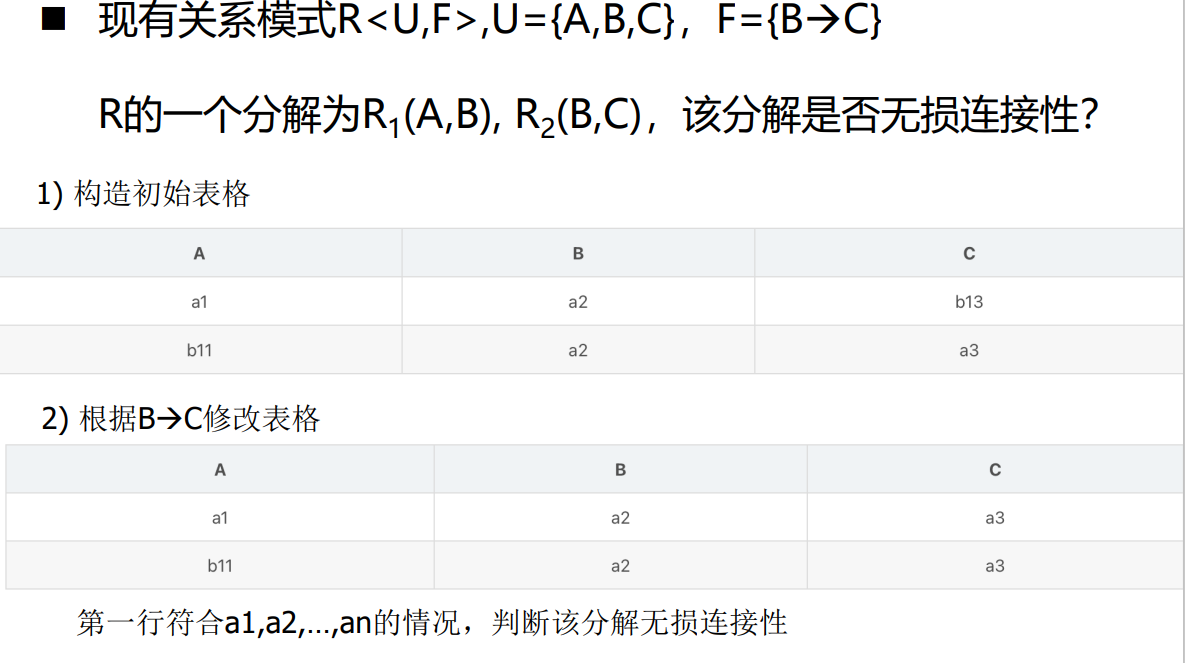 ■ 现有关系模式R<U,F>,U={A,B,C}，F={B→C}
R的一个分解为R₁(A,B), R₂(B,C)，该分解是否无损连接性？
1) 构造初始表格
A B C
a1 a2 b13
b11 a2 a3
2) 根据B→C修改表格
A B C
a1 a2 a3
b11 a2 a3
第一行符合a1,a2,...,an的情况，判断该分解无损连接性